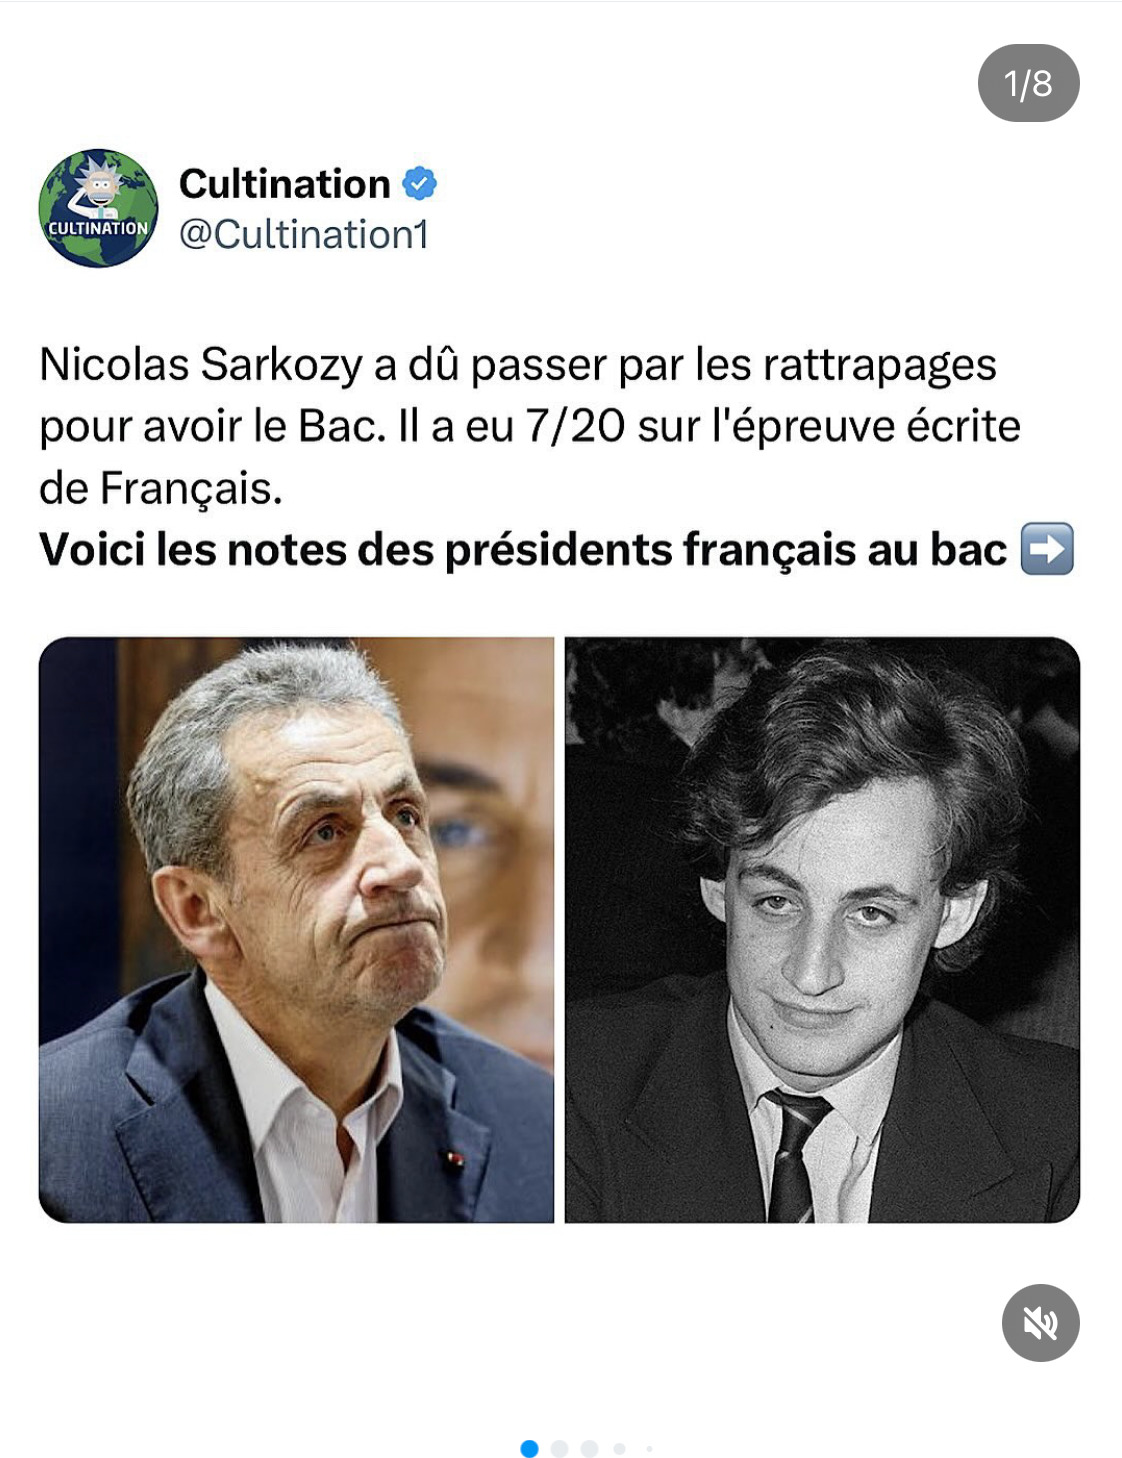 1/8
CULTINATION
Cultination
@Cultination1
Nicolas Sarkozy a dû passer par les rattrapages
pour avoir le Bac. Il a eu 7/20 sur l'épreuve écrite
de Français.
Voici les notes des présidents français au bac ➡️